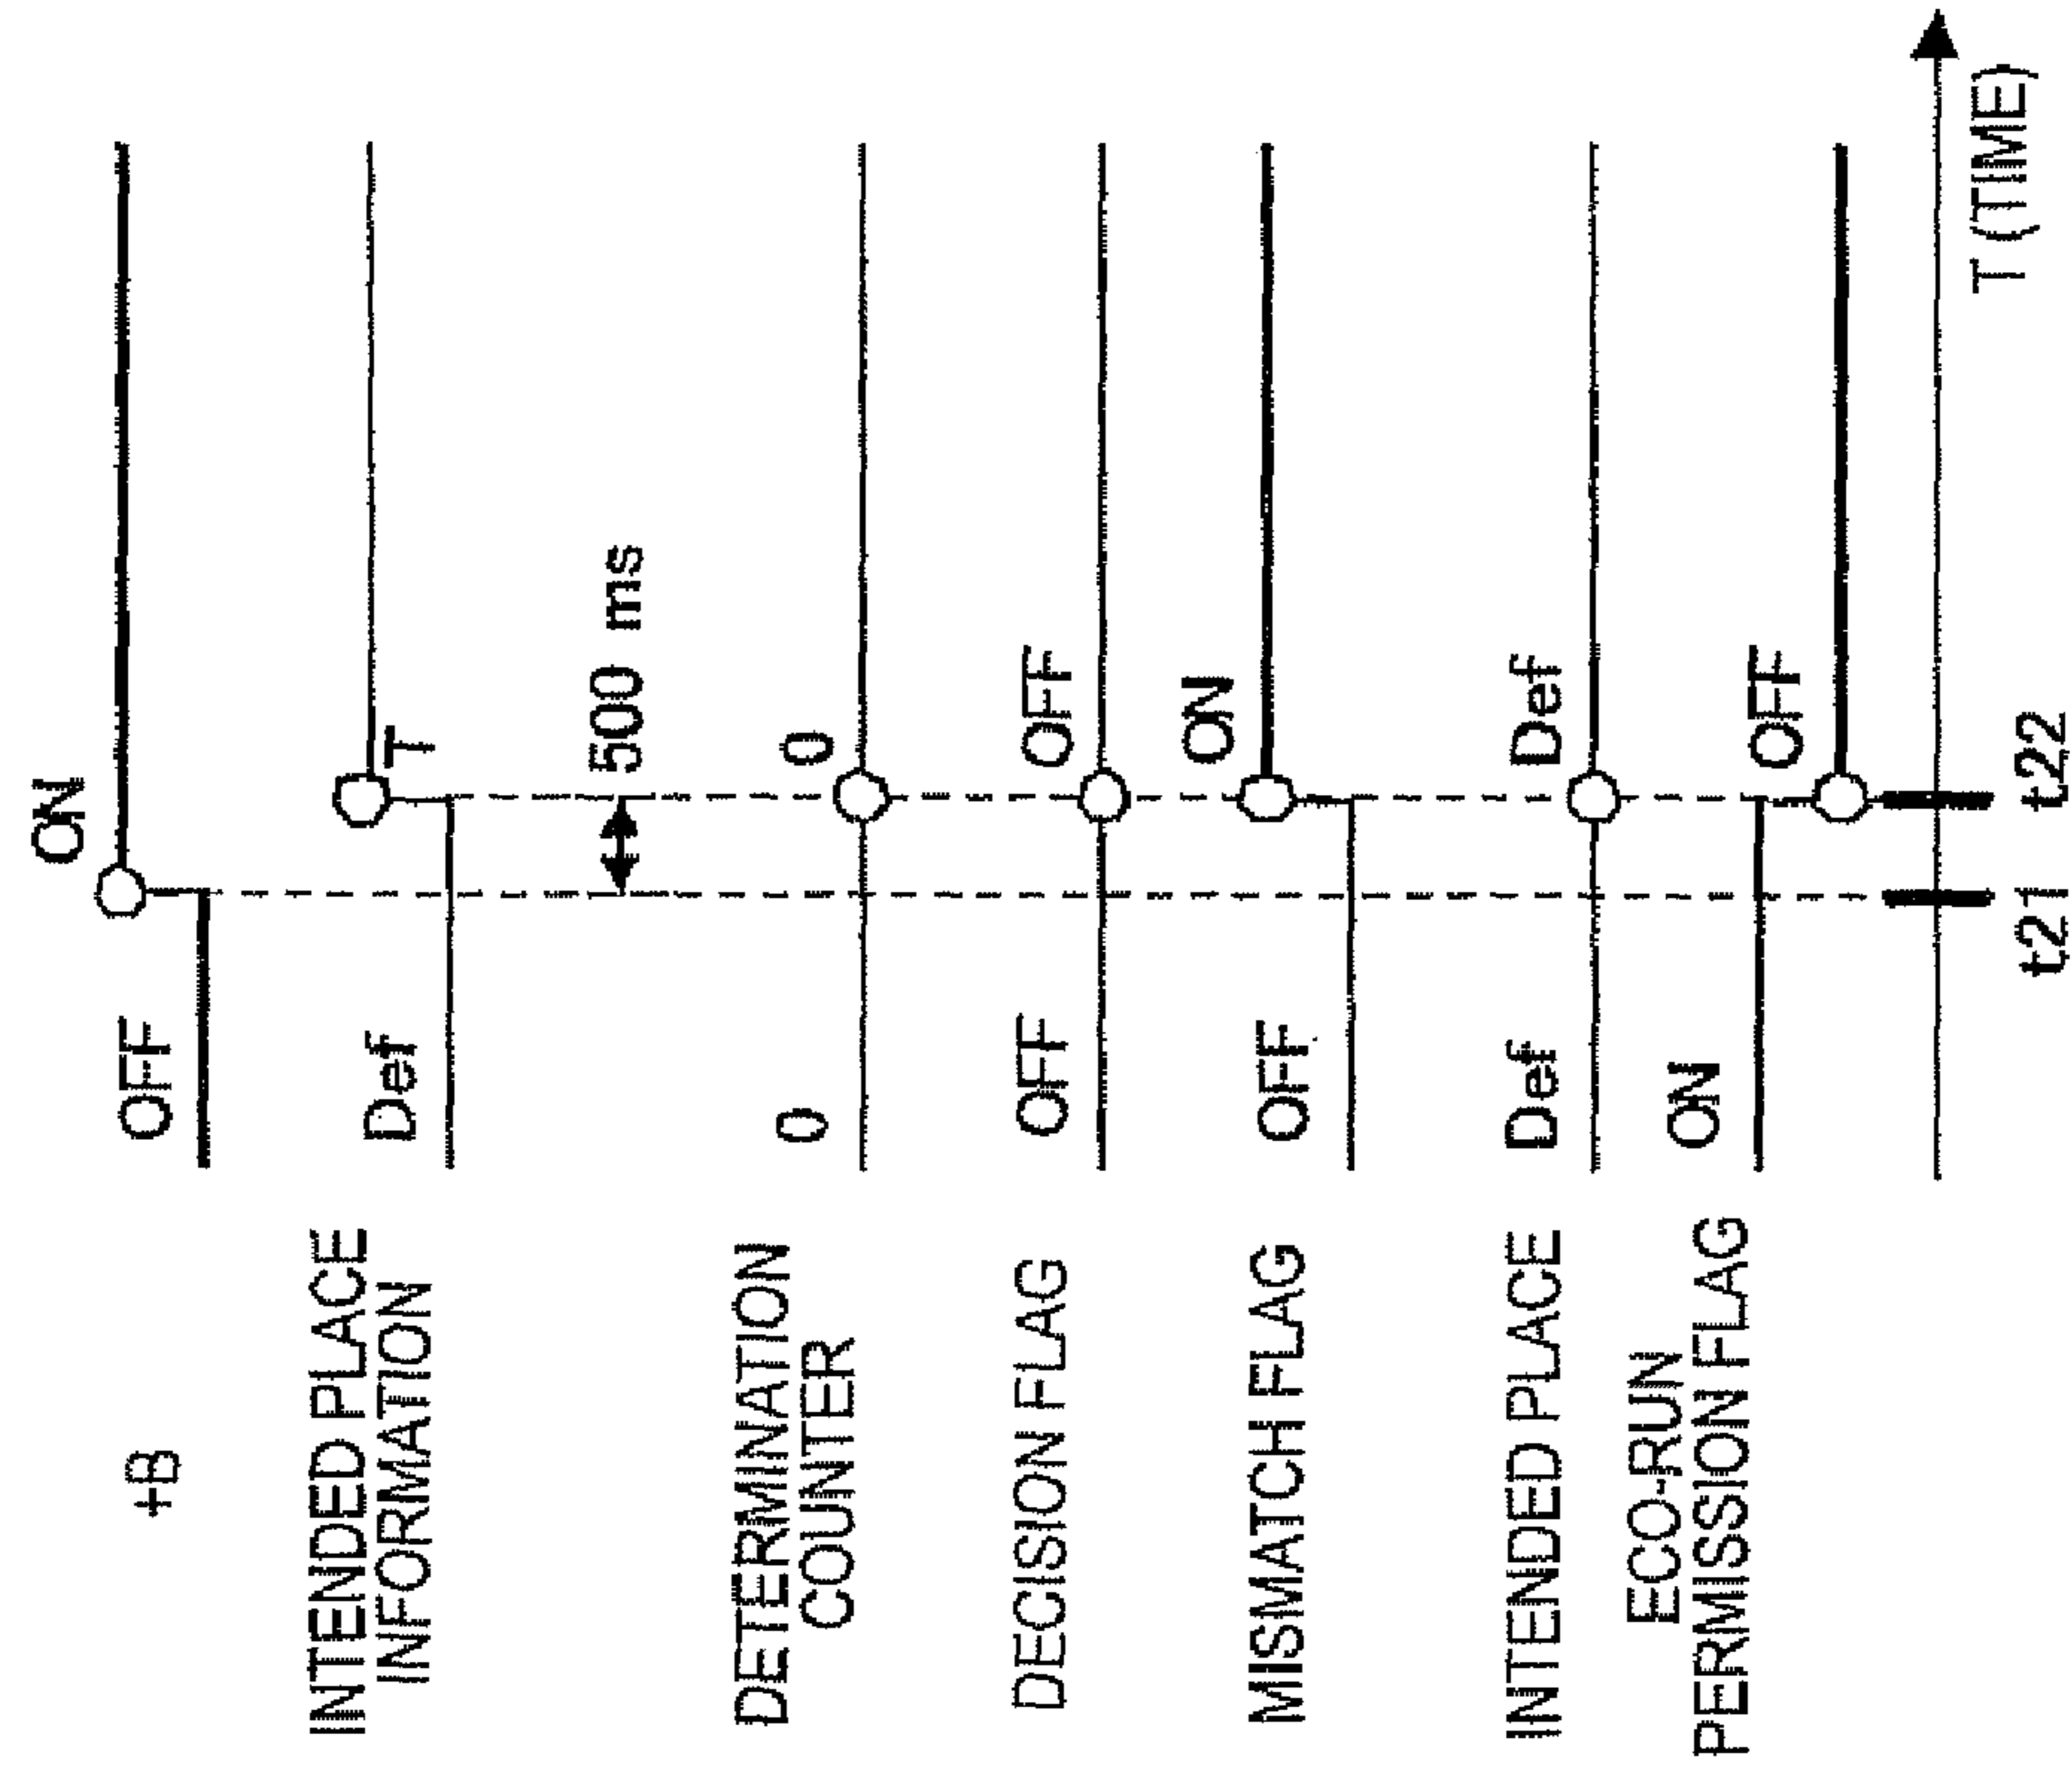 +B
OFF
ON
INTENDED PLACE
INFORMATION
Def
T
500 ms
DETERMINATION
COUNTER
0
0
DECISION FLAG
OFF
OFF
MISMATCH FLAG
OFF
ON
INTENDED PLACE
Def
Def
ECO-RUN
PERMISSION FLAG
ON
OFF
T (TIME)
t21
t22